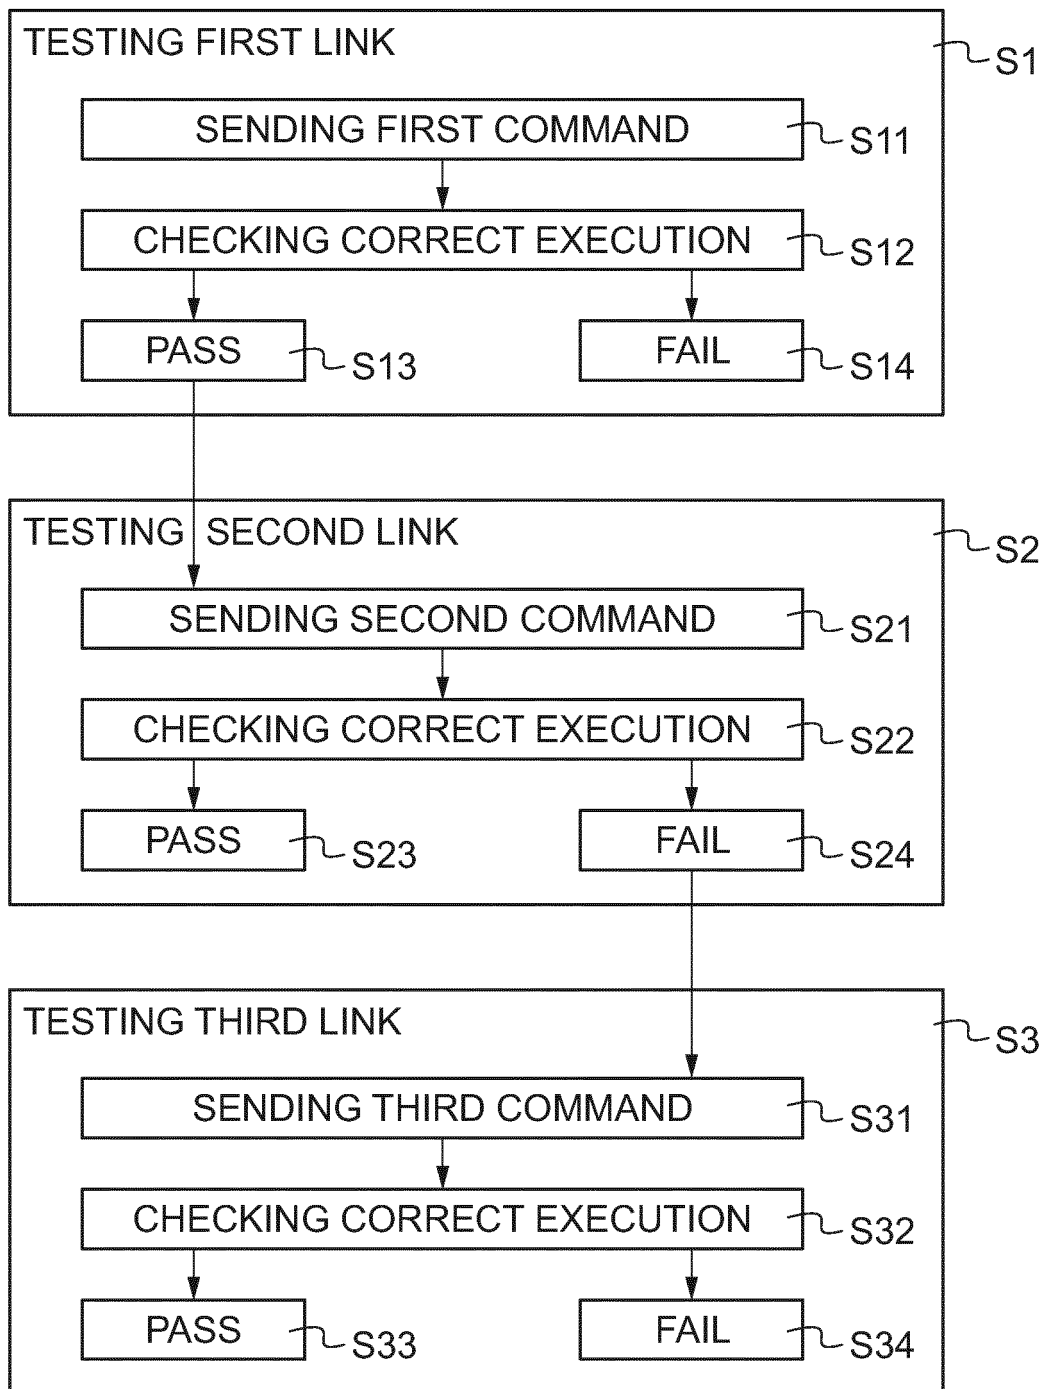 TESTING FIRST LINK
S1
SENDING FIRST COMMAND
S11
CHECKING CORRECT EXECUTION
S12
PASS
S13
FAIL
S14
TESTING SECOND LINK
S2
SENDING SECOND COMMAND
S21
CHECKING CORRECT EXECUTION
S22
PASS
S23
FAIL
S24
TESTING THIRD LINK
S3
SENDING THIRD COMMAND
S31
CHECKING CORRECT EXECUTION
S32
PASS
S33
FAIL
S34